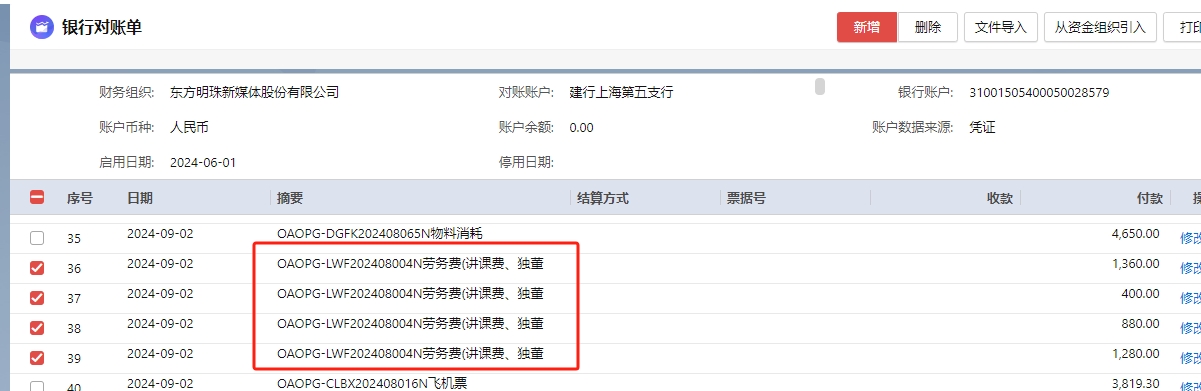 银行对账单
新增 删除 文件导入 从资金组织引入 打印
财务组织: 东方明珠新媒体股份有限公司 对账账户: 建行上海第五支行 银行账户: 31001505400050028579
账户币种: 人民币 账户余额: 0.00 账户数据来源: 凭证
启用日期: 2024-06-01 停用日期:
序号 日期 摘要 结算方式 票据号 收款 付款
35 2024-09-02 OAOPG-DGFK202408065N物料消耗 4,650.00 修改
36 2024-09-02 OAOPG-LWF202408004N劳务费(讲课费、独董 1,360.00 修改
37 2024-09-02 OAOPG-LWF202408004N劳务费(讲课费、独董 400.00 修改
38 2024-09-02 OAOPG-LWF202408004N劳务费(讲课费、独董 880.00 修改
39 2024-09-02 OAOPG-LWF202408004N劳务费(讲课费、独董 1,280.00 修改
40 2024-09-02 OAOPG-CLBX202408016N飞机票 3,819.30 修改